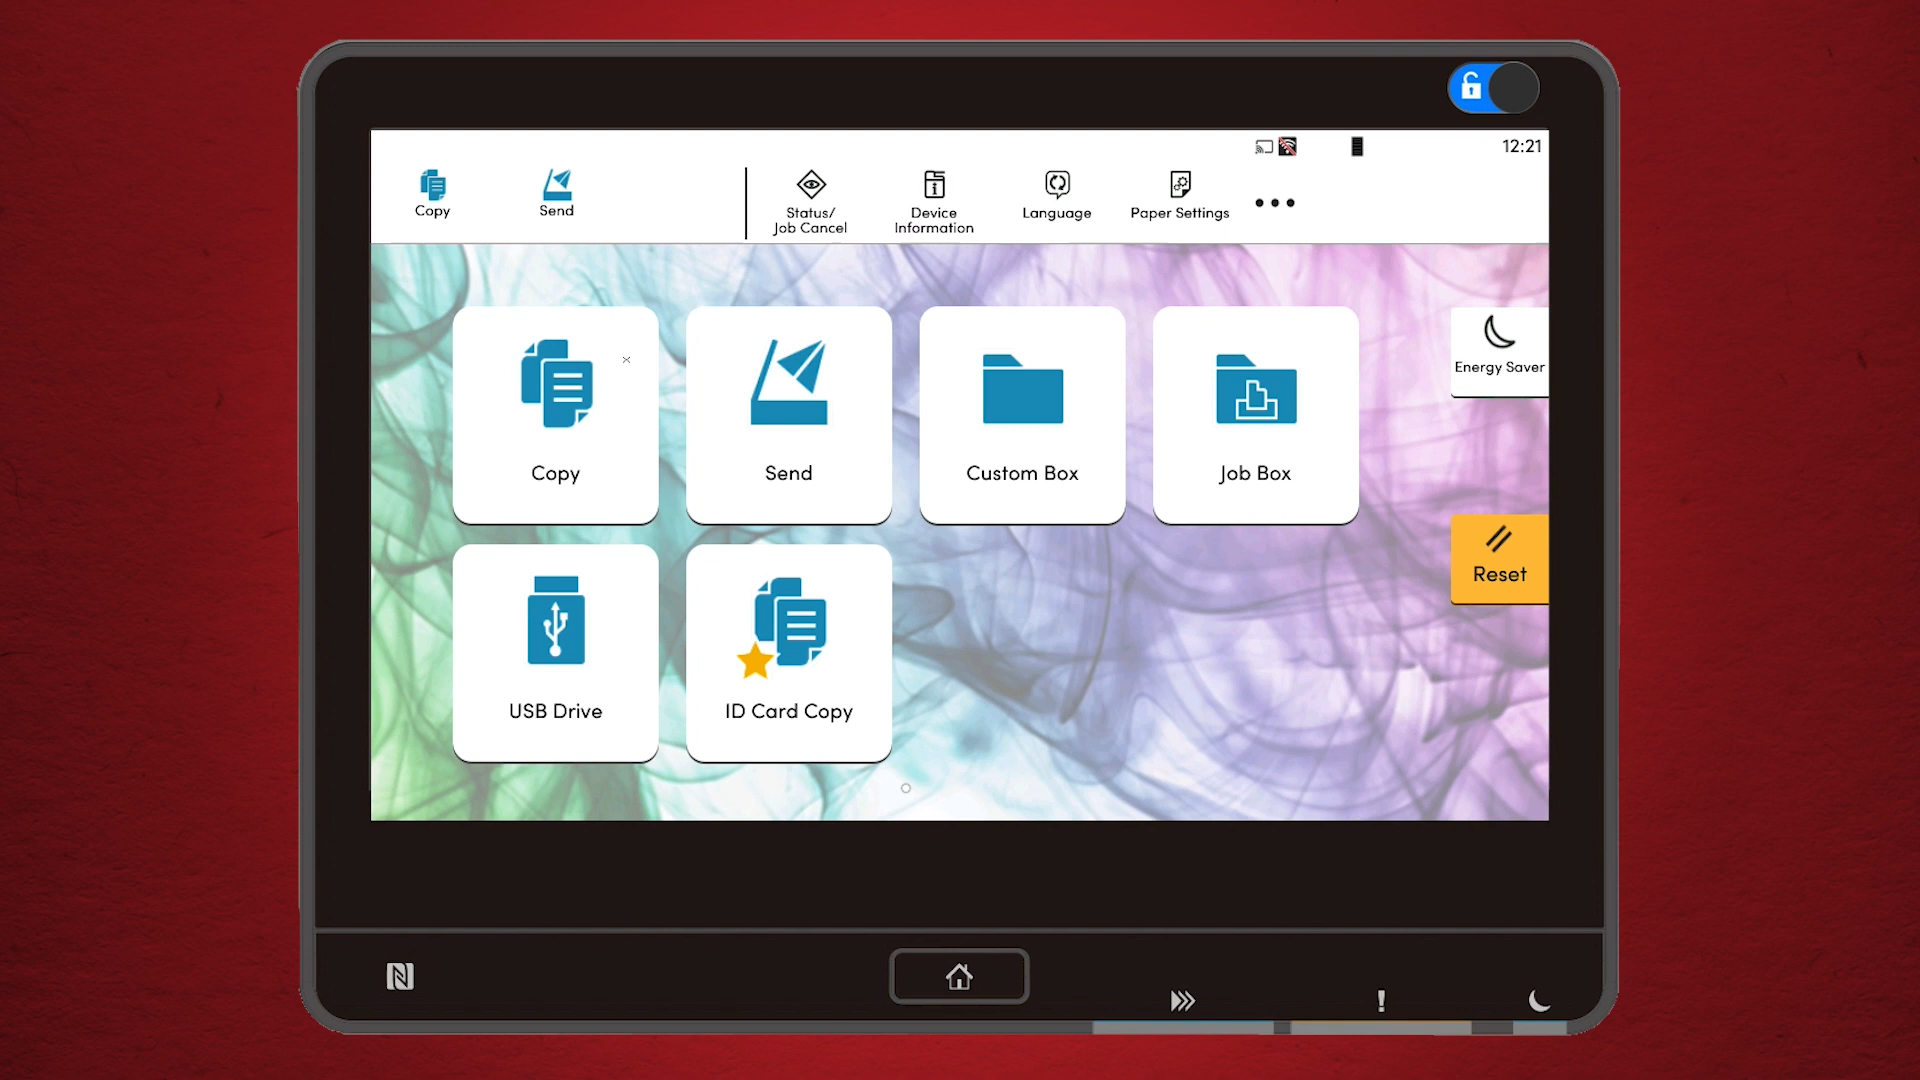 12:21
Copy
Send
Status/
Job Cancel
Device
Information
Language
Paper Settings
Energy Saver
Copy
Send
Custom Box
Job Box
Reset
USB Drive
ID Card Copy